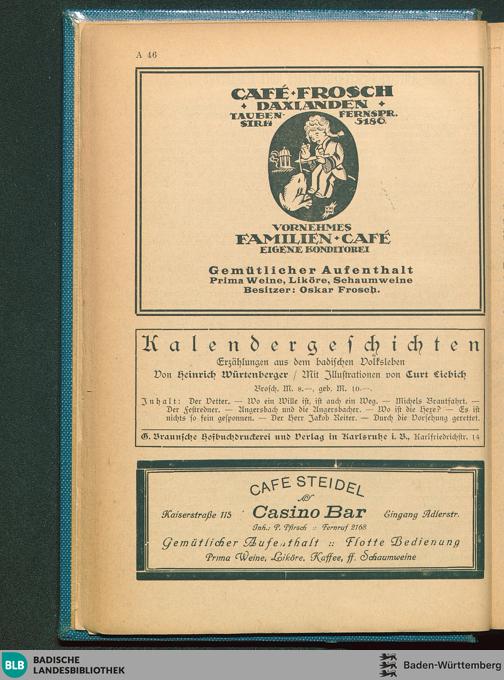 A 46
CAFÉ · FROSCH
DAXLANDEN
TAUBEN- FERNSPR.
STR.14 5180.
VORNEHMES
FAMILIEN · CAFÉ
EIGENE KONDITOREI
Gemütlicher Aufenthalt
Prima Weine, Liköre, Schaumweine
Besitzer: Oskar Frosch.
Kalendergeschichten
Erzählungen aus dem badischen Volksleben
Von Heinrich Würtenberger / Mit Illustrationen von Curt Liebich
Brosch. M. 8.—, geb. M. 10.—.
Inhalt: Der Vetter. — Wo ein Wille ist, ist auch ein Weg. — Michels Brautfahrt. —
Der Festredner. — Angersbach und die Angersbacher. — Wo ist die Hexe? — Es ist
nichts so fein gesponnen. — Der Herr Jakob Reiter. — Durch die Vorsehung gerettet.
G. Braunsche Hofbuchdruckerei und Verlag in Karlsruhe i. B., Karlfriedrichstr. 14
CAFE STEIDEL
Kaiserstraße 115 Casino Bar Eingang Adlerstr.
Inh.: P. Pfirsch :: Fernruf 2168
Gemütlicher Aufenthalt :: Flotte Bedienung
Prima Weine, Liköre, Kaffee, ff. Schaumweine
BLB BADISCHE
LANDESBIBLIOTHEK
Baden-Württemberg